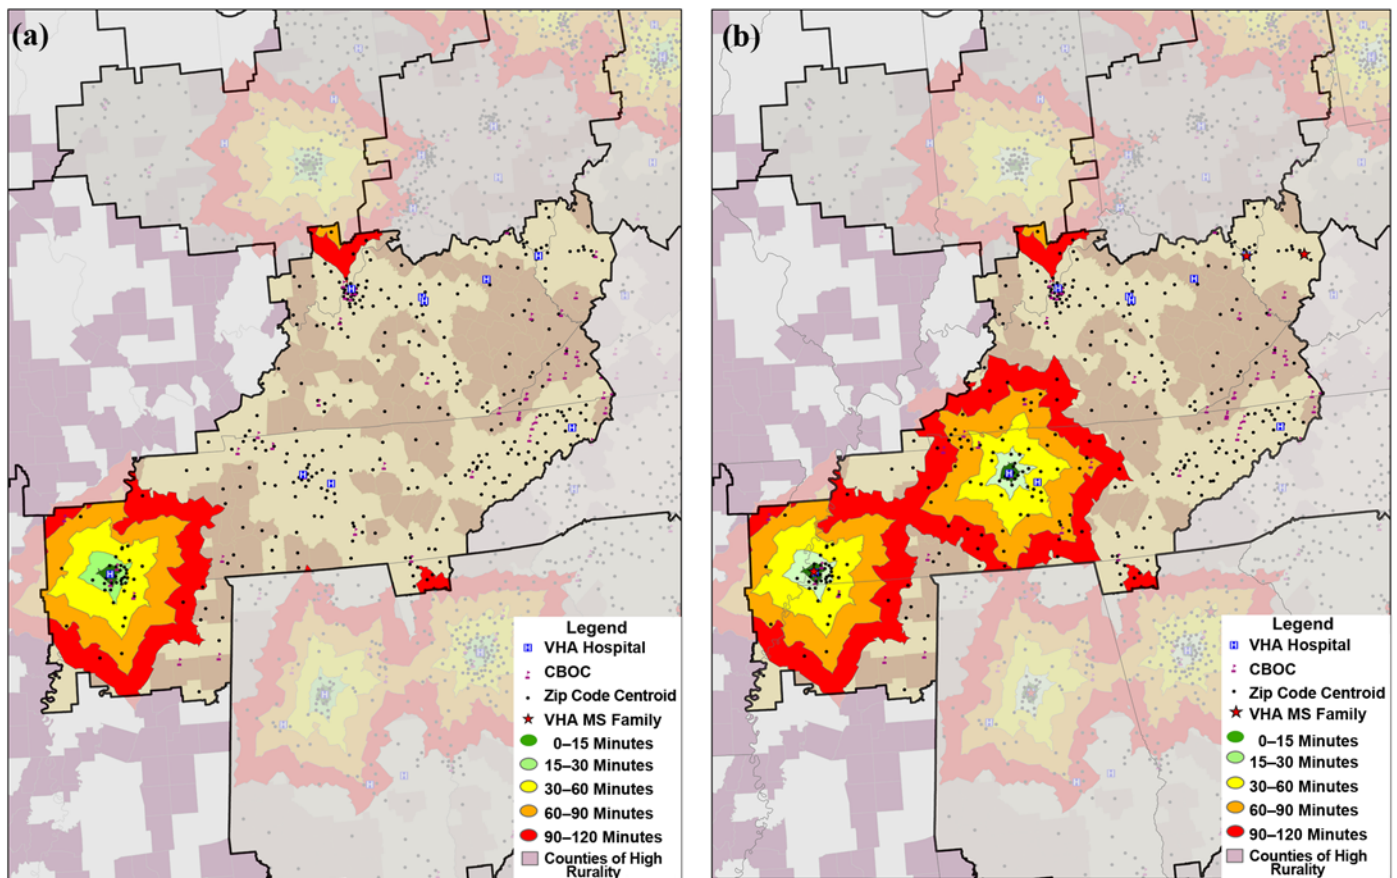 (a)
Legend
H VHA Hospital
CBOC
Zip Code Centroid
VHA MS Family
0–15 Minutes
15–30 Minutes
30–60 Minutes
60–90 Minutes
90–120 Minutes
Counties of High
Rurality
(b)
Legend
H VHA Hospital
CBOC
Zip Code Centroid
VHA MS Family
0–15 Minutes
15–30 Minutes
30–60 Minutes
60–90 Minutes
90–120 Minutes
Counties of High
Rurality